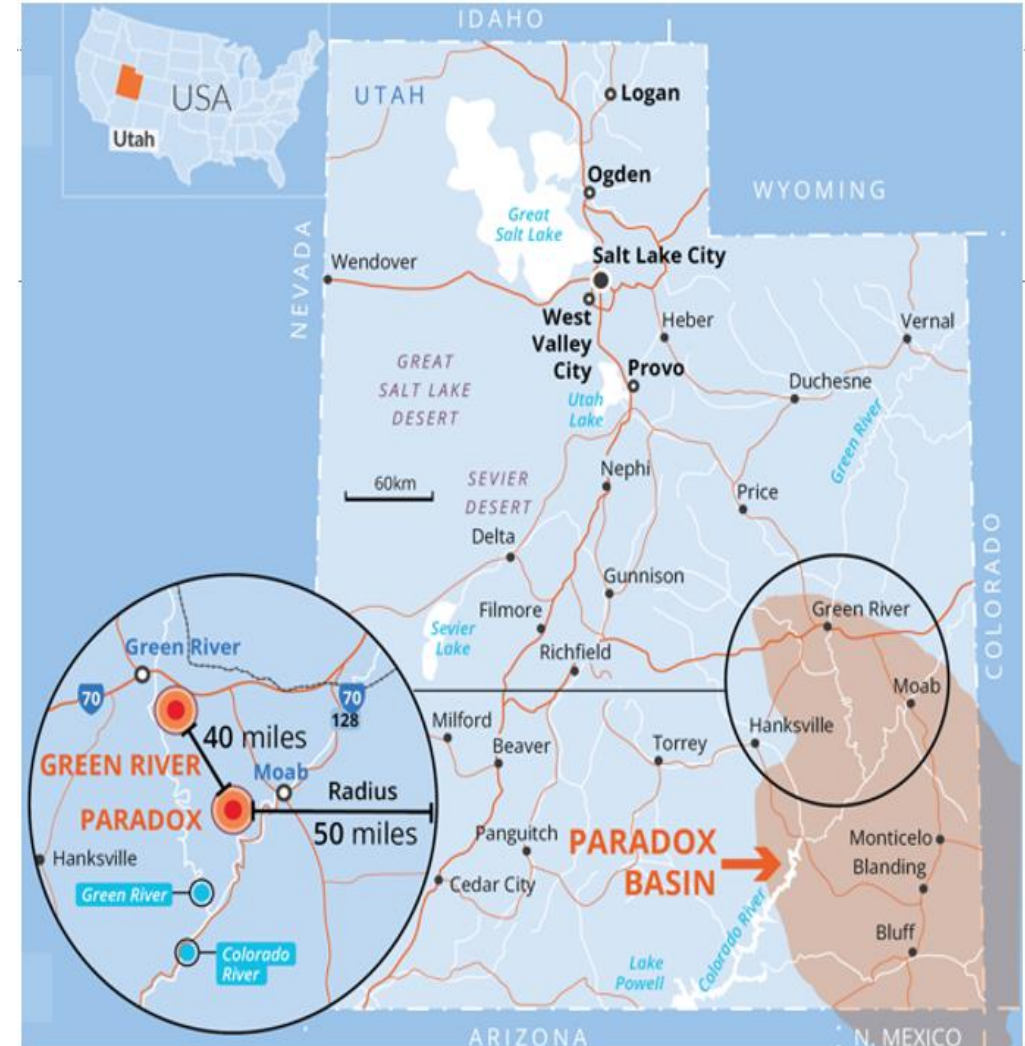 IDAHO
USA
Utah
UTAH
Logan
Ogden
WYOMING
Great
Salt Lake
Salt Lake City
NEVADA
Wendover
West
Valley
City
Heber
Vernal
GREAT
SALT LAKE
DESERT
Provo
Utah
Lake
Duchesne
Green River
60km
SEVIER
DESERT
Nephi
Price
Delta
COLORADO
Gunnison
Filmore
Green River
Sevier
Lake
Richfield
Moab
Milford
Hanksville
Beaver
Torrey
Panguitch
PARADOX
BASIN
Monticelo
Blanding
Cedar City
Colorado River
Bluff
Lake
Powell
ARIZONA
N. MEXICO
Green River
70
70
128
40 miles
GREEN RIVER
Moab
Radius
PARADOX
50 miles
Hanksville
Green River
Colorado
River